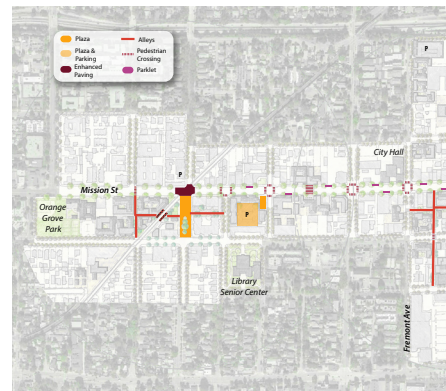 Plaza
Plaza &
Parking
Enhanced
Paving
Alleys
Pedestrian
Crossing
Parklet
P
City Hall
P
Mission St
Orange
Grove
Park
P
Library
Senior Center
Fremont Ave